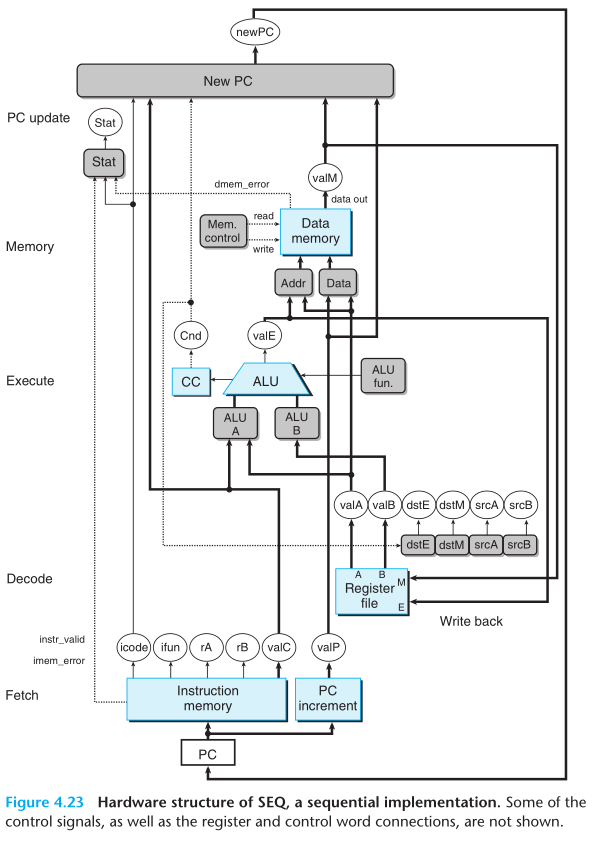 newPC
New PC
PC update
Stat
Stat
valM
dmem_error
data out
Mem.
control
read
write
Data
memory
Memory
Addr
Data
Cnd
valE
CC
ALU
ALU
fun.
Execute
ALU
A
ALU
B
valA
valB
dstE
dstM
srcA
srcB
dstE
dstM
srcA
srcB
A
B
M
E
Register
file
Decode
Write back
instr_valid
imem_error
icode
ifun
rA
rB
valC
valP
Fetch
Instruction
memory
PC
increment
PC
Figure 4.23 Hardware structure of SEQ, a sequential implementation. Some of the
control signals, as well as the register and control word connections, are not shown.